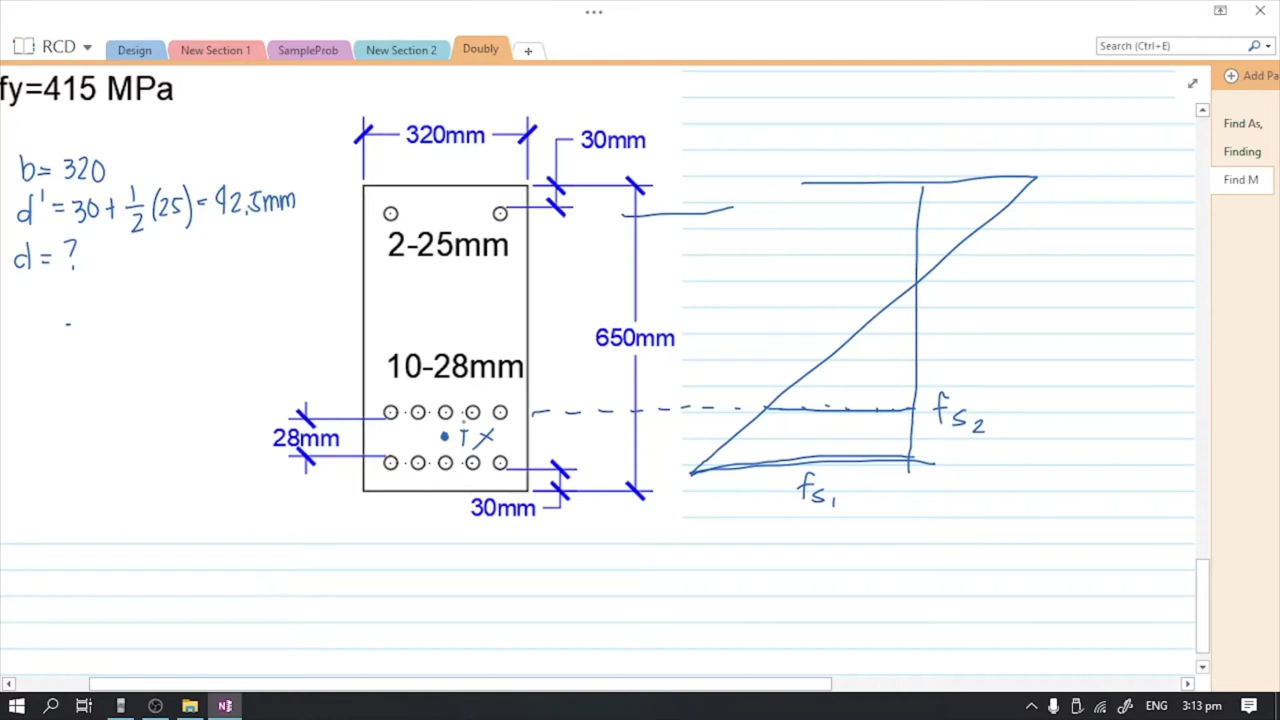 RCD
Design
New Section 1
SampleProb
New Section 2
Doubly
Search (Ctrl+E)
Add Pa
Find As,
Finding
Find M
fy=415 MPa
b= 320
d' = 30 + 1/2 (25) = 42.5mm
d = ?
320mm
30mm
2-25mm
650mm
10-28mm
28mm
T X
30mm
fs2
fs1
ENG
3:13 pm